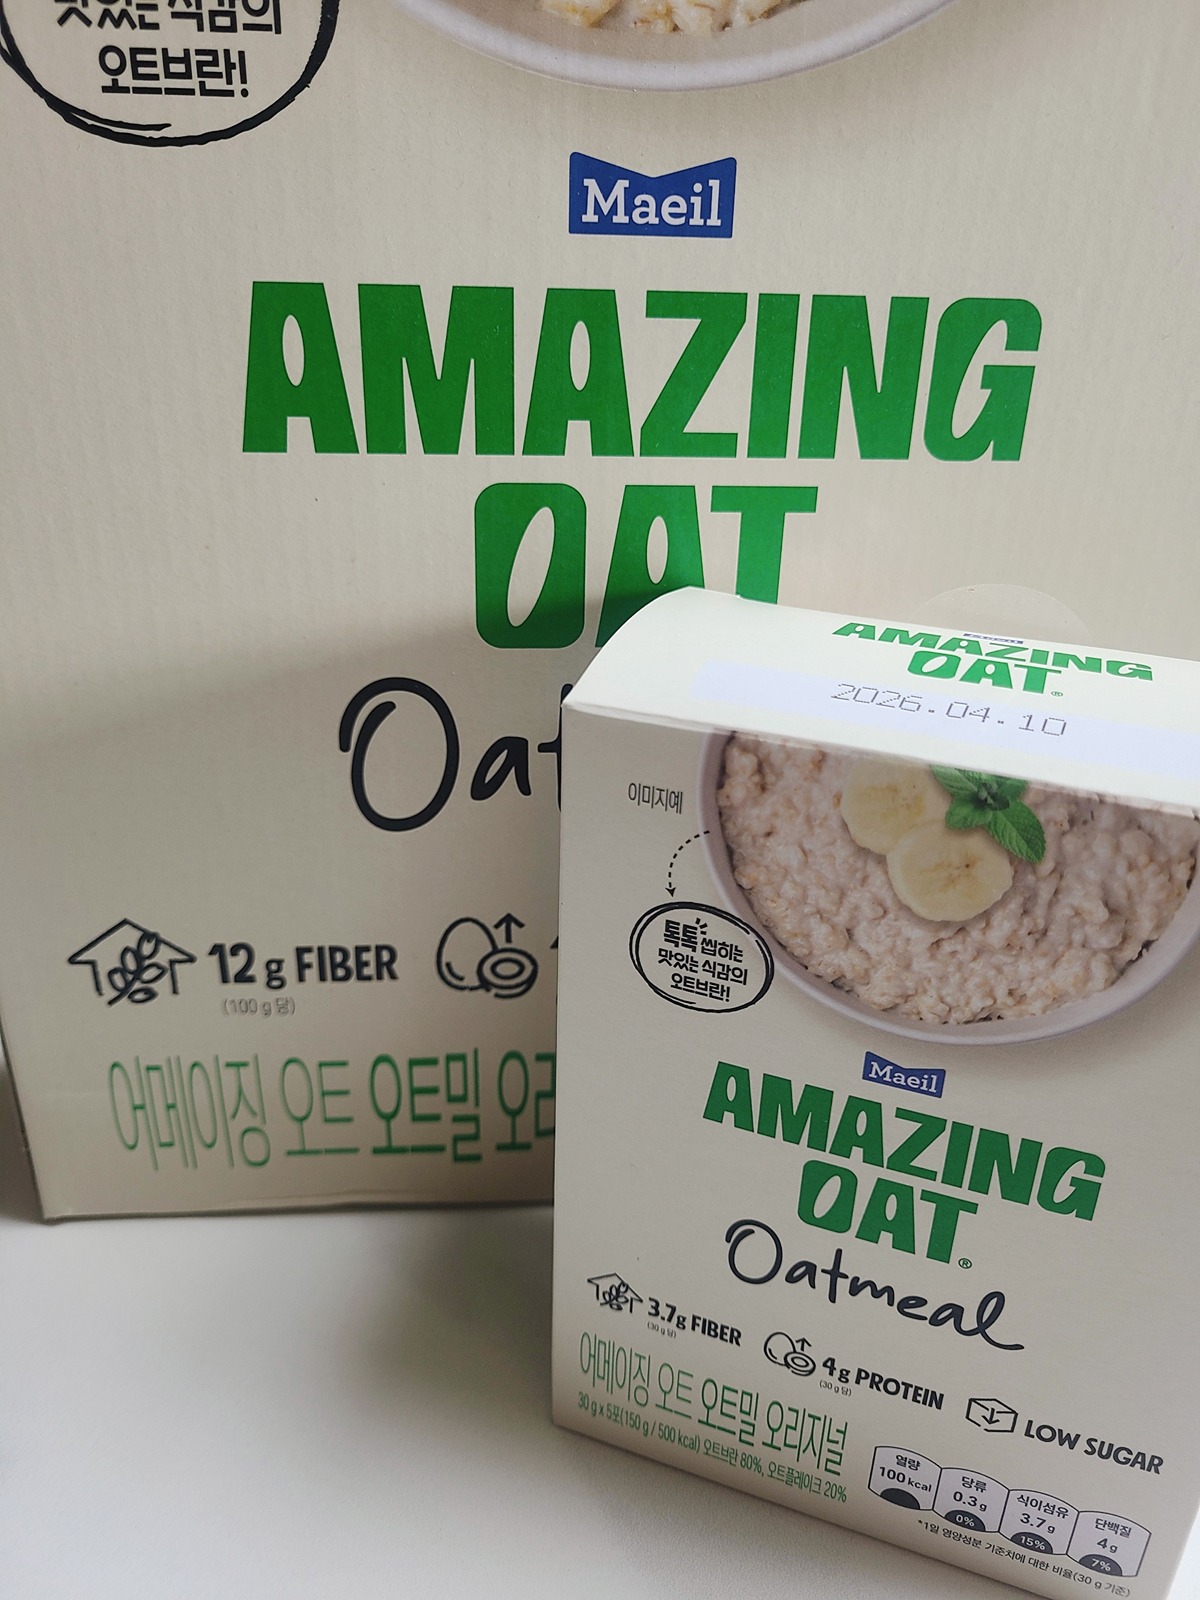 맛있는 식감의
오트브란!
Maeil
AMAZING
OAT
12g FIBER
(100 g 당)
어메이징 오트 오트밀
AMAZING
OAT®
2026.04.10
이미지예
톡톡 씹히는
맛있는 식감의
오트브란!
Maeil
AMAZING
OAT®
Oatmeal
3.7g FIBER
(30 g 당)
4g PROTEIN
(30 g 당)
LOW SUGAR
어메이징 오트 오트밀 오리지널
30 g x 5포(150 g / 500 kcal) 오트브란 80%, 오트플레이크 20%
열량
100 kcal
당류
0.3 g
0%
식이섬유
3.7 g
15%
단백질
4 g
7%
*1일 영양성분 기준치에 대한 비율(30 g 기준)